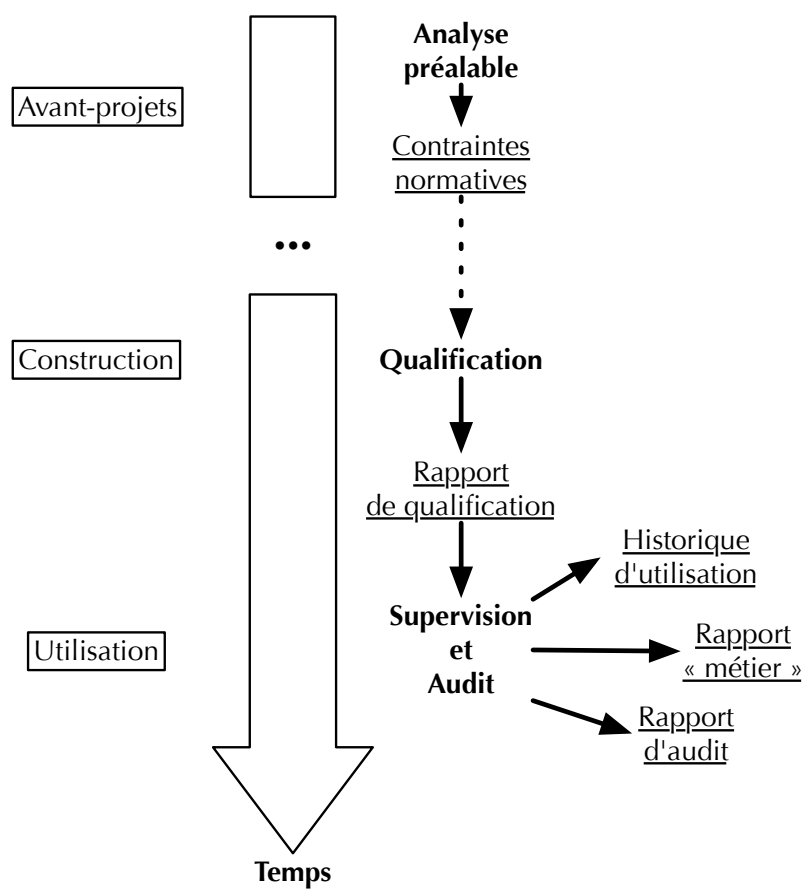 Analyse
préalable
Avant-projets
Contraintes
normatives
•••
Construction
Qualification
Rapport
de qualification
Historique
d'utilisation
Supervision
et
Audit
Utilisation
Rapport
« métier »
Rapport
d'audit
Temps